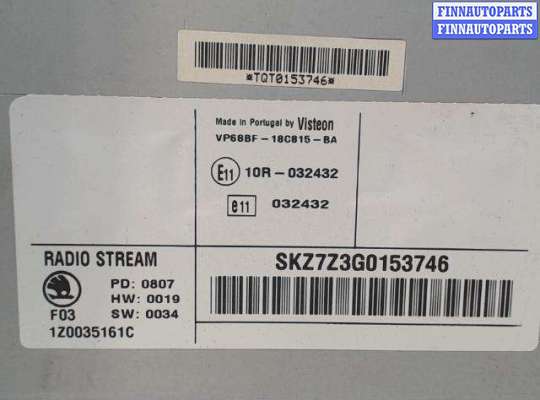 FINNAUTOPARTS
FINNAUTOPARTS
*TQT0153746*
Made in Portugal by Visteon
VP68BF-18C815-BA
E11 10R-032432
e11 032432
RADIO STREAM
PD: 0807
HW: 0019
F03 SW: 0034
1Z0035161C
SKZ7Z3G0153746